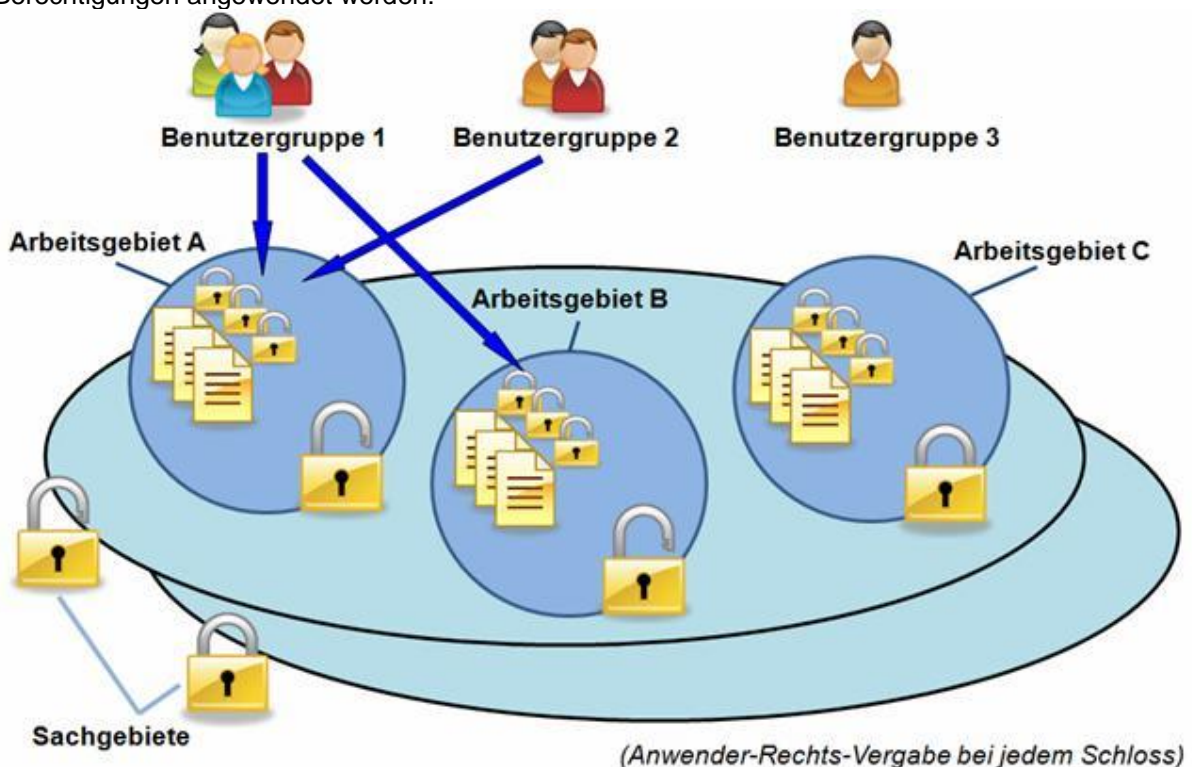 Berechtigungen angewendet werden.
Benutzergruppe 1
Benutzergruppe 2
Benutzergruppe 3
Arbeitsgebiet A
Arbeitsgebiet C
Arbeitsgebiet B
Sachgebiete
(Anwender-Rechts-Vergabe bei jedem Schloss)